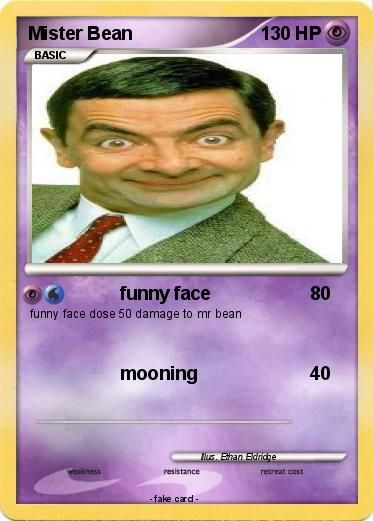 Mister Bean 130 HP
BASIC
funny face 80
funny face dose 50 damage to mr bean
mooning 40
Illus. Ethan Eldridge
weakness resistance retreat cost
- fake card -